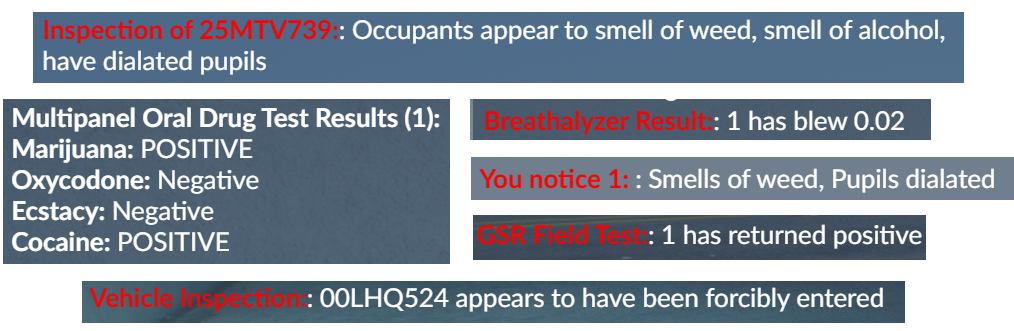 Inspection of 25MTV739:: Occupants appear to smell of weed, smell of alcohol,
have dialated pupils
Multipanel Oral Drug Test Results (1):
Marijuana: POSITIVE
Oxycodone: Negative
Ecstacy: Negative
Cocaine: POSITIVE
Breathalyzer Result:: 1 has blew 0.02
You notice 1: : Smells of weed, Pupils dialated
GSR Field Test:: 1 has returned positive
Vehicle Inspection:: 00LHQ524 appears to have been forcibly entered